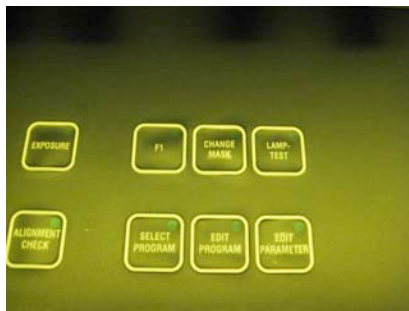 EXPOSURE
F1
CHANGE
MASK
LAMP-
TEST
ALIGNMENT
CHECK
SELECT
PROGRAM
EDIT
PROGRAM
EDIT
PARAMETER